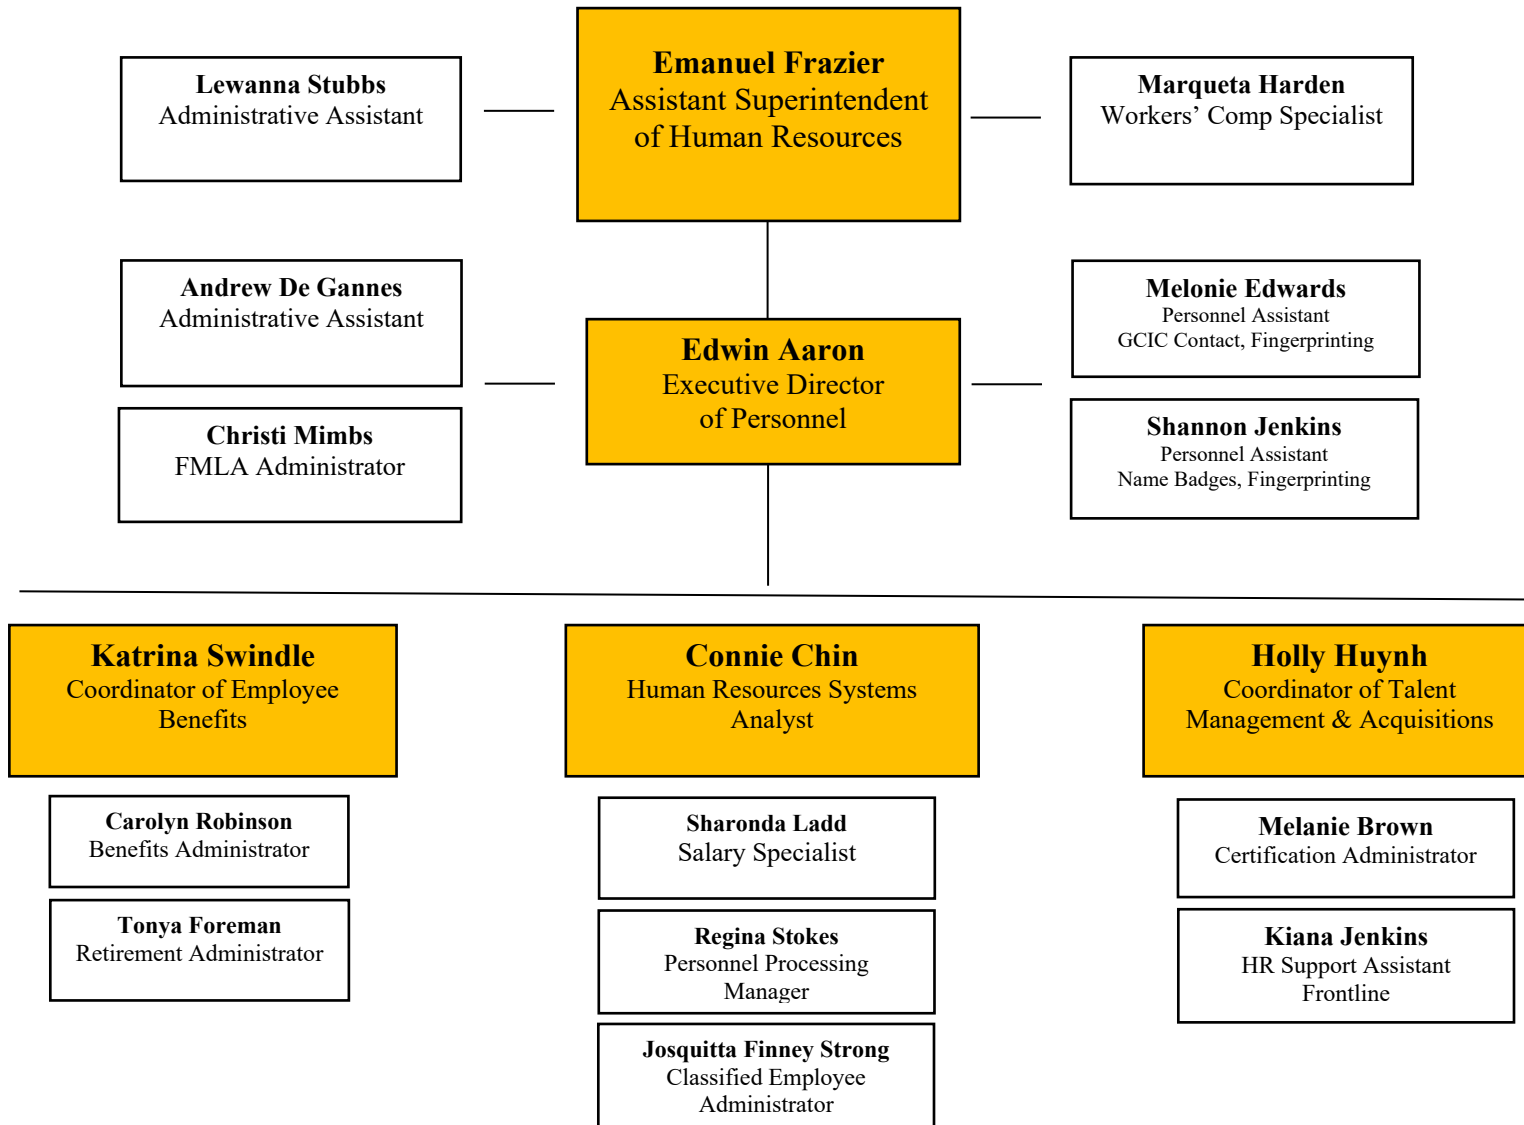 Lewanna Stubbs
Administrative Assistant
Emanuel Frazier
Assistant Superintendent
of Human Resources
Marqueta Harden
Workers’ Comp Specialist
Andrew De Gannes
Administrative Assistant
Christi Mimbs
FMLA Administrator
Edwin Aaron
Executive Director
of Personnel
Melonie Edwards
Personnel Assistant
GCIC Contact, Fingerprinting
Shannon Jenkins
Personnel Assistant
Name Badges, Fingerprinting
Katrina Swindle
Coordinator of Employee
Benefits
Carolyn Robinson
Benefits Administrator
Tonya Foreman
Retirement Administrator
Connie Chin
Human Resources Systems
Analyst
Sharonda Ladd
Salary Specialist
Regina Stokes
Personnel Processing
Manager
Josquitta Finney Strong
Classified Employee
Administrator
Holly Huynh
Coordinator of Talent
Management & Acquisitions
Melanie Brown
Certification Administrator
Kiana Jenkins
HR Support Assistant
Frontline